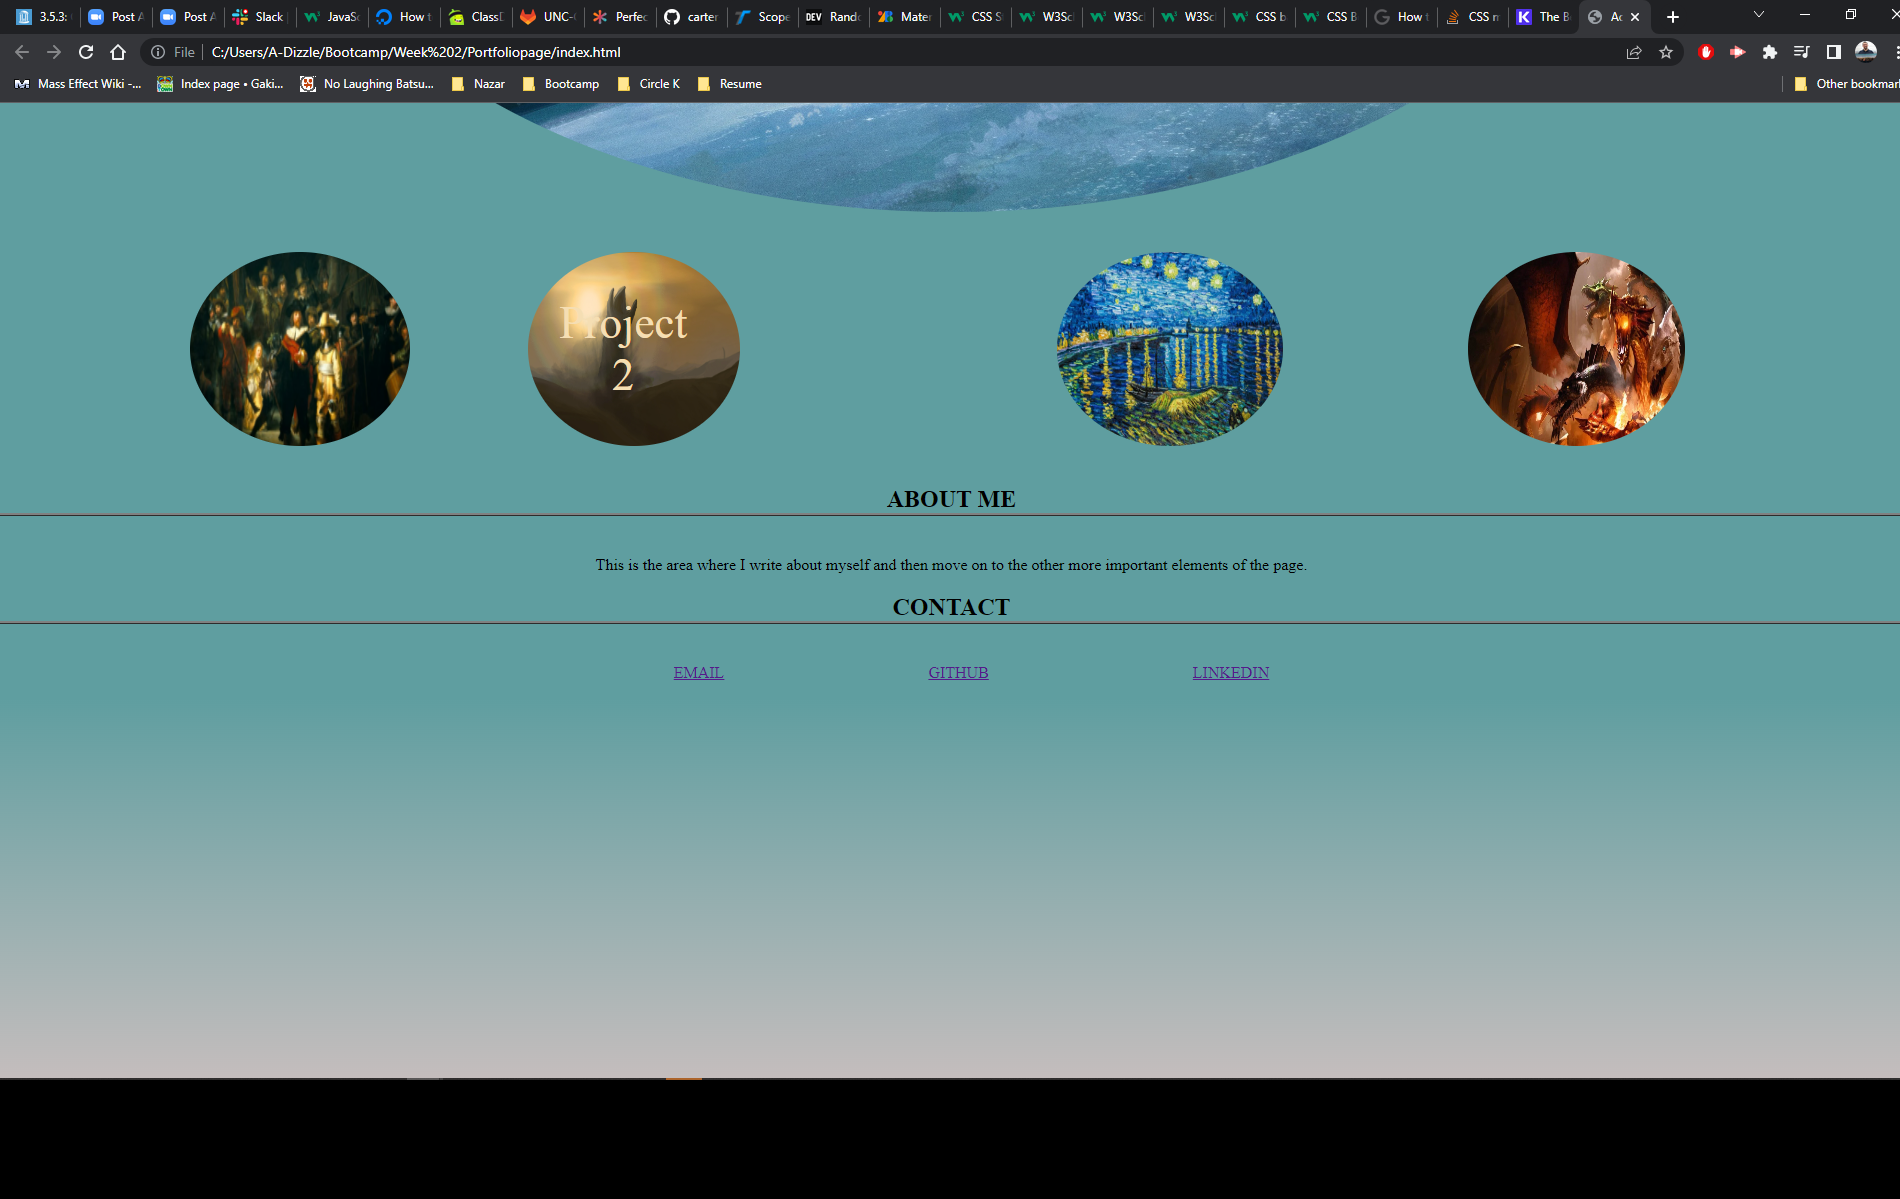 3.5.3:
Post A
Post A
Slack
JavaSc
How t
ClassD
UNC-
Perfec
carter
Scope
DEV
Rando
Mater
CSS S
W3Sc
W3Sc
W3Sc
CSS b
CSS B
How t
CSS m
K
The B
Ac
File
C:/Users/A-Dizzle/Bootcamp/Week%202/Portfoliopage/index.html
Mass Effect Wiki -...
Index page • Gaki...
No Laughing Batsu...
Nazar
Bootcamp
Circle K
Resume
Other bookmar
Project
2
ABOUT ME
This is the area where I write about myself and then move on to the other more important elements of the page.
CONTACT
EMAIL GITHUB LINKEDIN